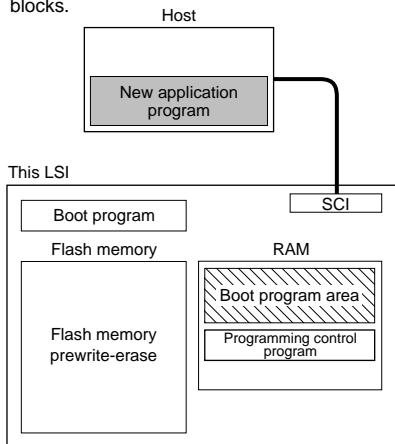 blocks.
Host
New application
program
This LSI
SCI
Boot program
Flash memory
RAM
Boot program area
Flash memory
prewrite-erase
Programming control
program